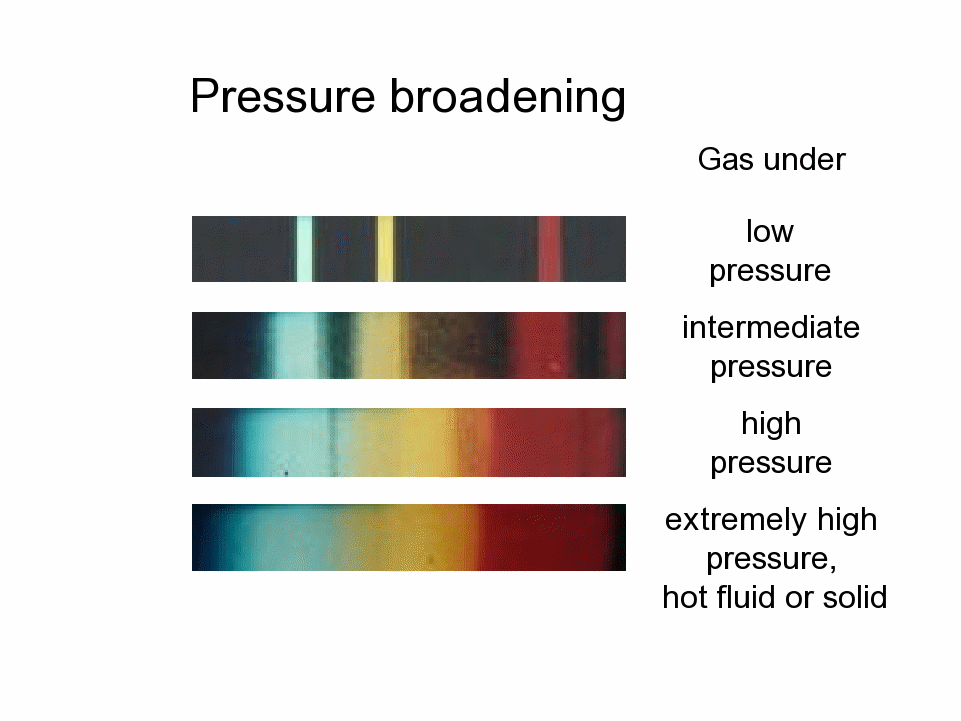 Pressure broadening
Gas under
low
pressure
intermediate
pressure
high
pressure
extremely high
pressure,
hot fluid or solid